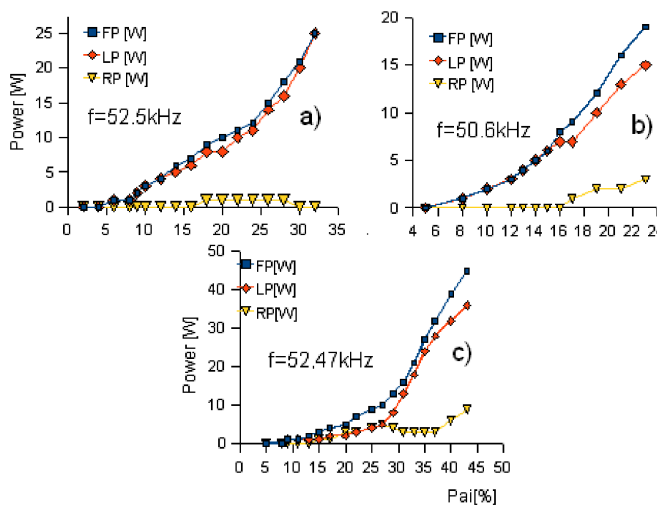 25
20
15
10
5
0
Power [W]
FP [W]
LP [W]
RP [W]
f=52.5kHz
a)
0 5 10 15 20 25 30 35
20
15
10
5
0
FP [W]
LP [W]
RP [W]
f=50.6kHz
b)
4 6 8 10 12 14 16 18 20 22 24
50
40
30
20
10
0
Power [W]
FP[W]
LP[W]
RP[W]
f=52,47kHz
c)
0 5 10 15 20 25 30 35 40 45 50
Pai[%]